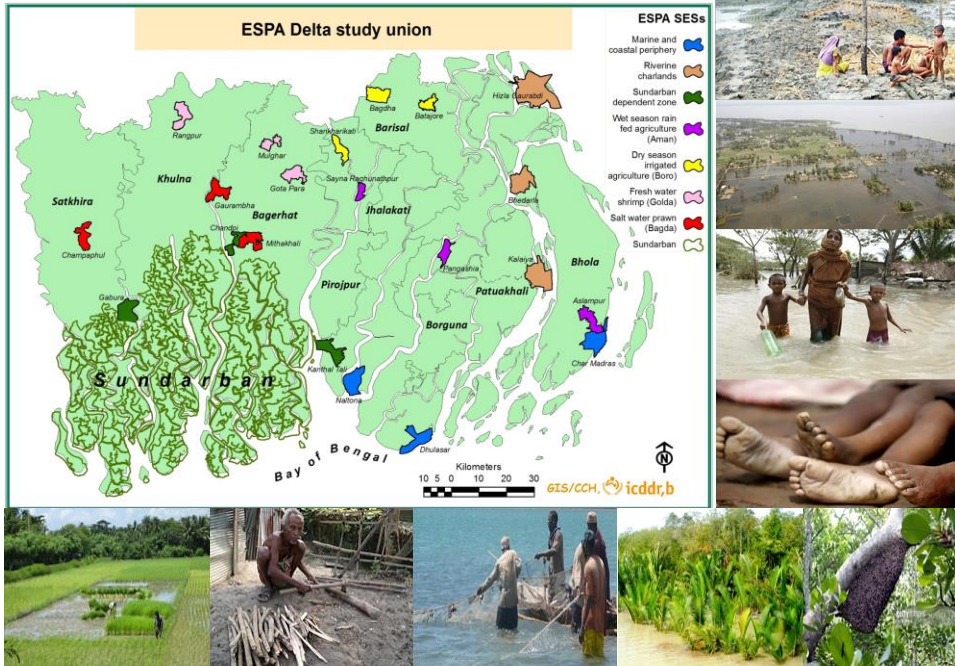 ESPA Delta study union
ESPA SESs
Marine and
coastal periphery
Riverine
charlands
Sundarban
dependent zone
Wet season rain
fed agriculture
(Aman)
Dry season
irrigated
agriculture (Boro)
Fresh water
shrimp (Golda)
Salt water prawn
(Bagda)
Sundarban
Hizla Gaurabdi
Bagdha
Batajore
Barisal
Rangpur
Shankharikati
Mulghar
Khulna
Gota Para
Sayna Raghunathpur
Bhedaria
Satkhira
Gaurambha
Bagerhat
Jhalakati
Chandpi
Mithakhali
Champaphul
Pangashia
Kalaiya
Bhola
Pirojpur
Patuakhali
Gabura
Aslampur
Borguna
Kanthal Tali
Char Madras
Sundarban
Naltona
Dhulasar
Bay of Bengal
N
Kilometers
10 5 0 10 20 30
GIS/CCH, icddr,b